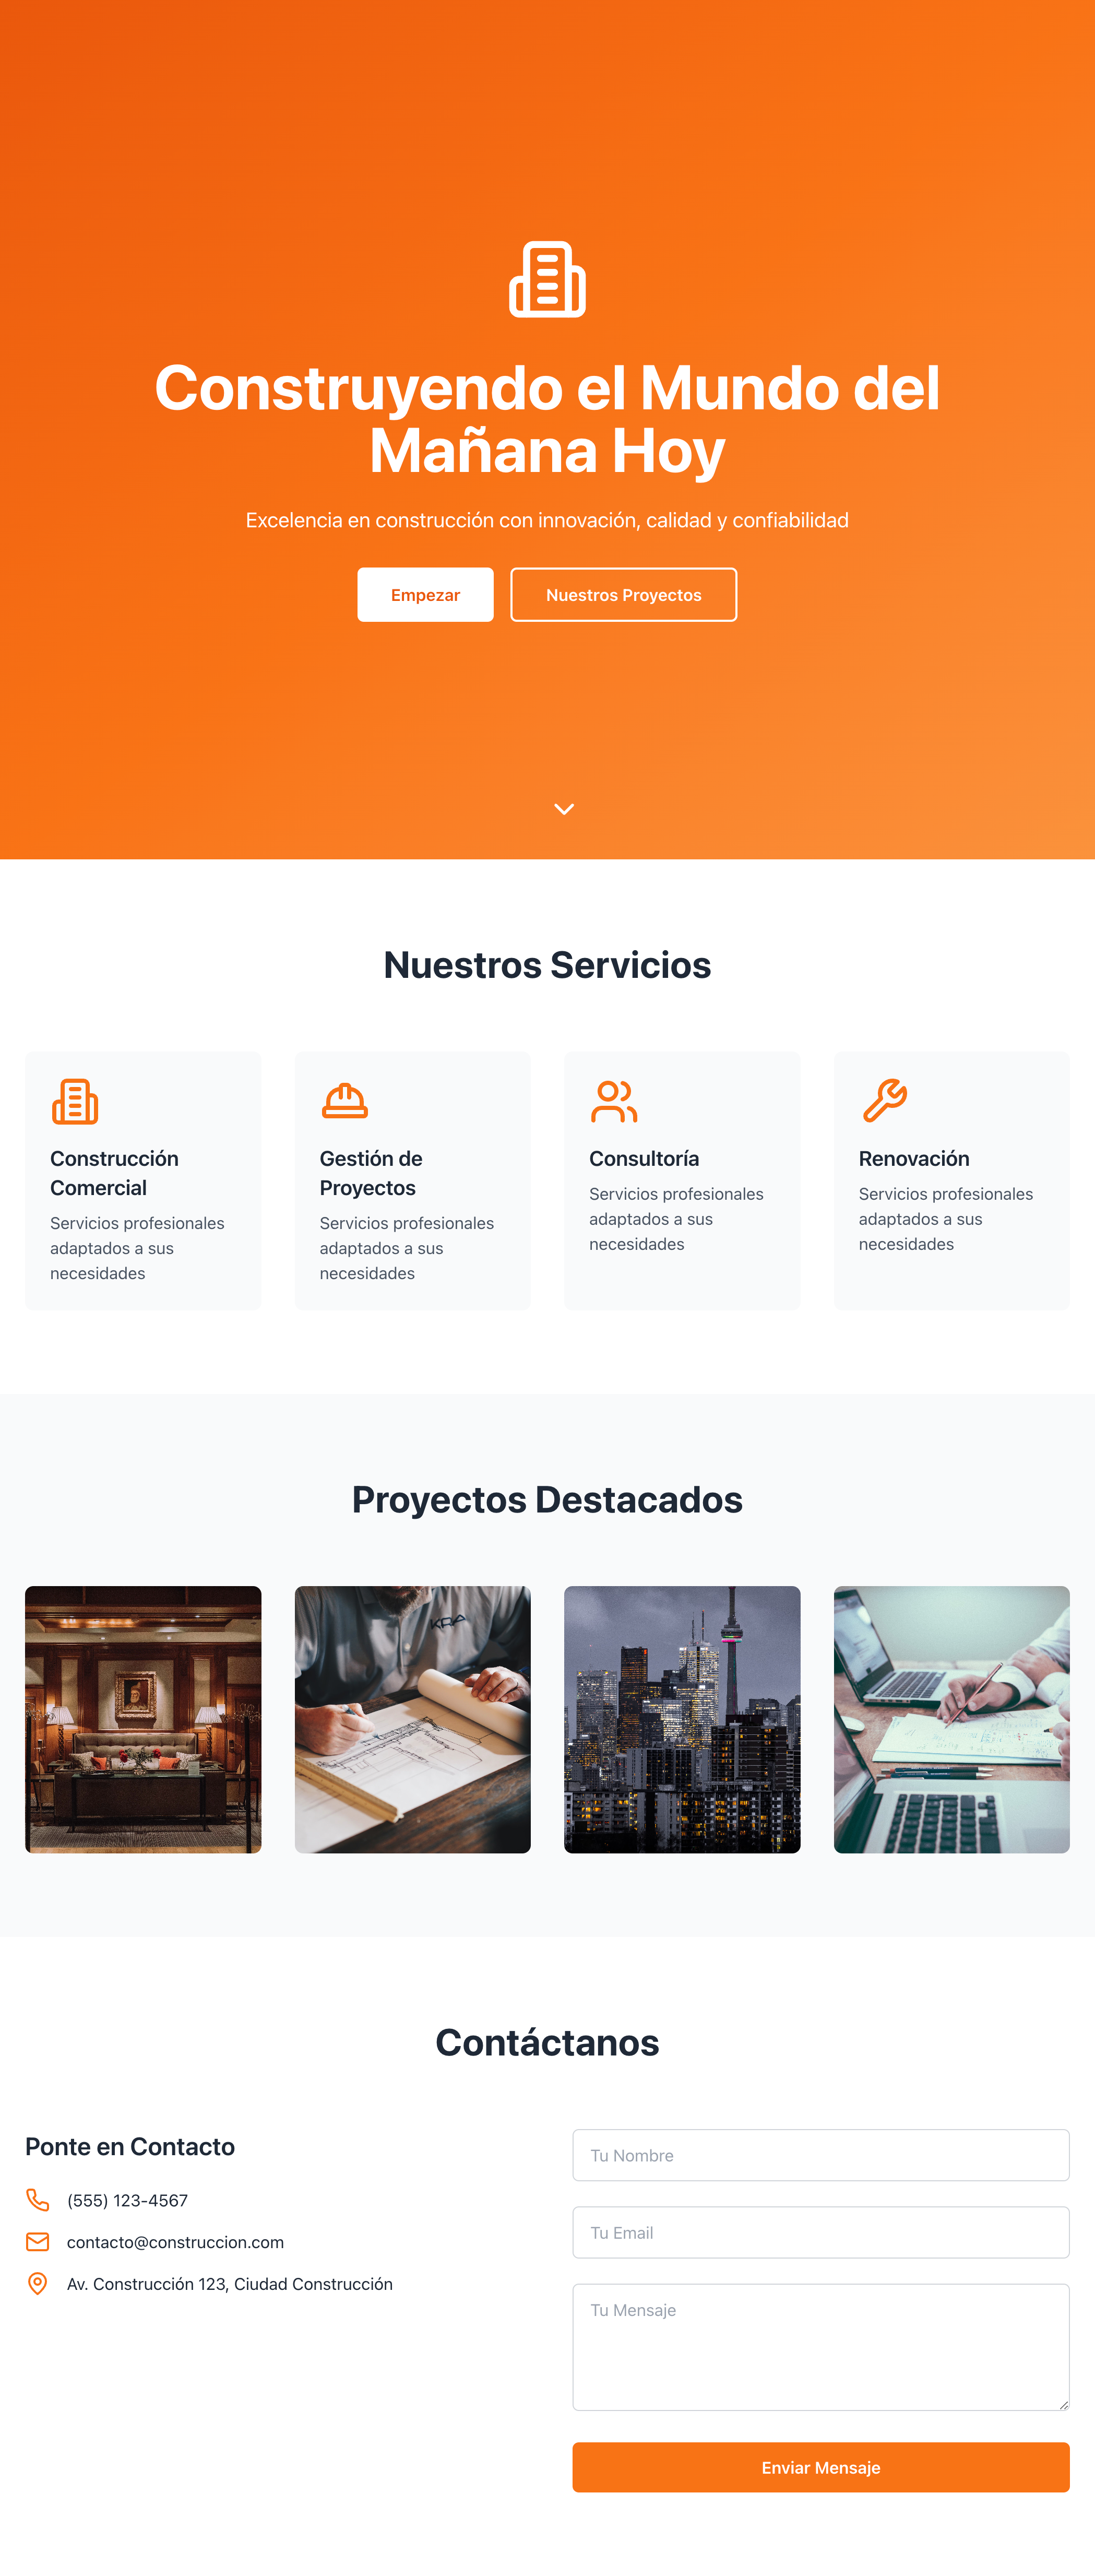 Construyendo el Mundo del
Mañana Hoy
Excelencia en construcción con innovación, calidad y confiabilidad
Empezar
Nuestros Proyectos
Nuestros Servicios
Construcción
Comercial
Servicios profesionales
adaptados a sus
necesidades
Gestión de
Proyectos
Servicios profesionales
adaptados a sus
necesidades
Consultoría
Servicios profesionales
adaptados a sus
necesidades
Renovación
Servicios profesionales
adaptados a sus
necesidades
Proyectos Destacados
KRA
Contáctanos
Ponte en Contacto
(555) 123-4567
contacto@construccion.com
Av. Construcción 123, Ciudad Construcción
Tu Nombre
Tu Email
Tu Mensaje
Enviar Mensaje